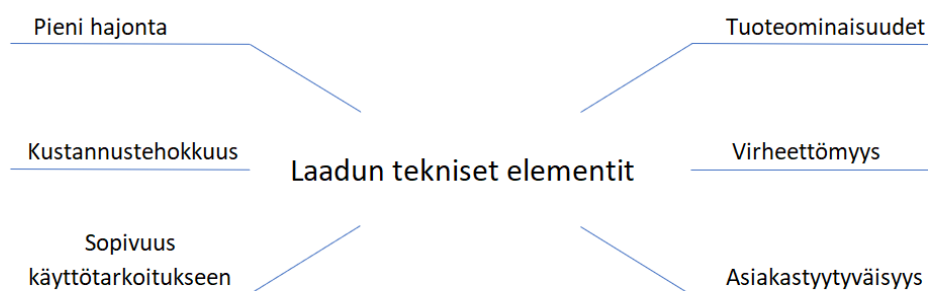 Pieni hajonta
Tuoteominaisuudet
Kustannustehokkuus
Laadun tekniset elementit
Virheettömyys
Sopivuus
käyttötarkoitukseen
Asiakastyytyväisyys